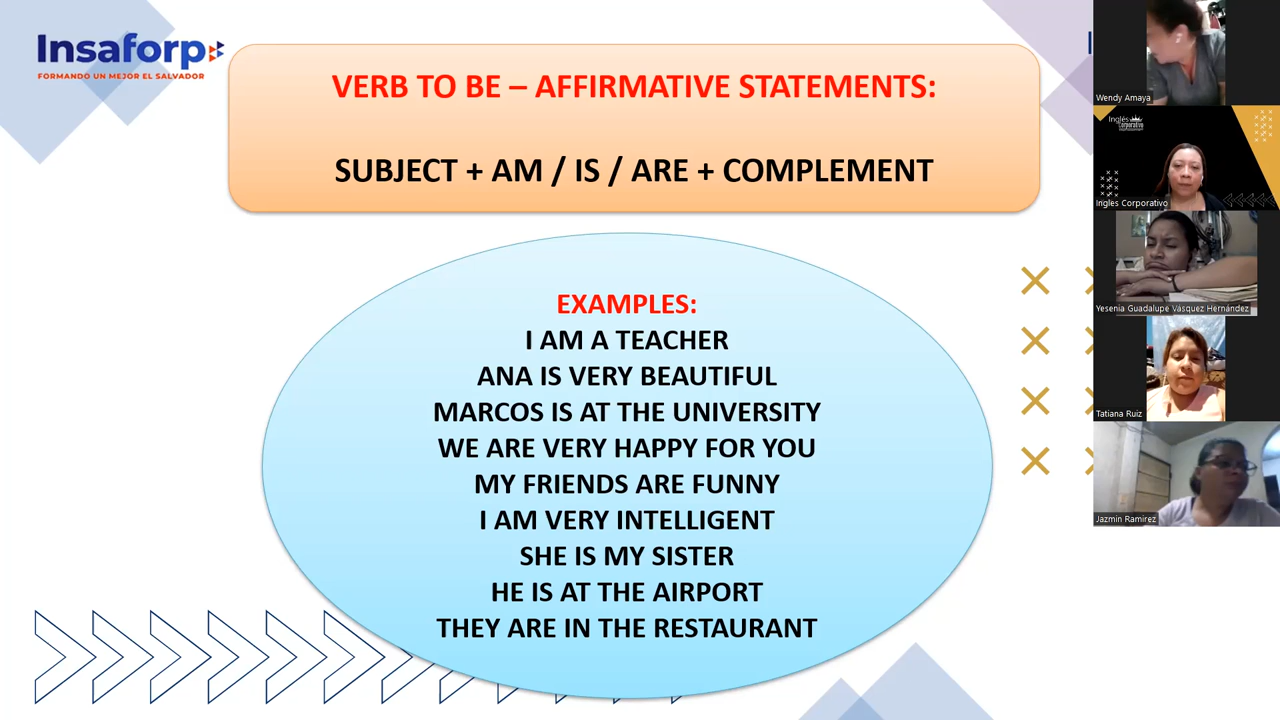 Insaforp
FORMANDO UN MEJOR EL SALVADOR
VERB TO BE – AFFIRMATIVE STATEMENTS:
SUBJECT + AM / IS / ARE + COMPLEMENT
EXAMPLES:
I AM A TEACHER
ANA IS VERY BEAUTIFUL
MARCOS IS AT THE UNIVERSITY
WE ARE VERY HAPPY FOR YOU
MY FRIENDS ARE FUNNY
I AM VERY INTELLIGENT
SHE IS MY SISTER
HE IS AT THE AIRPORT
THEY ARE IN THE RESTAURANT
Wendy Amaya
Inglés
Corporativo
Ingles Corporativo
Yesenia Guadalupe Vásquez Hernández
Tatiana Ruiz
Jazmin Ramirez